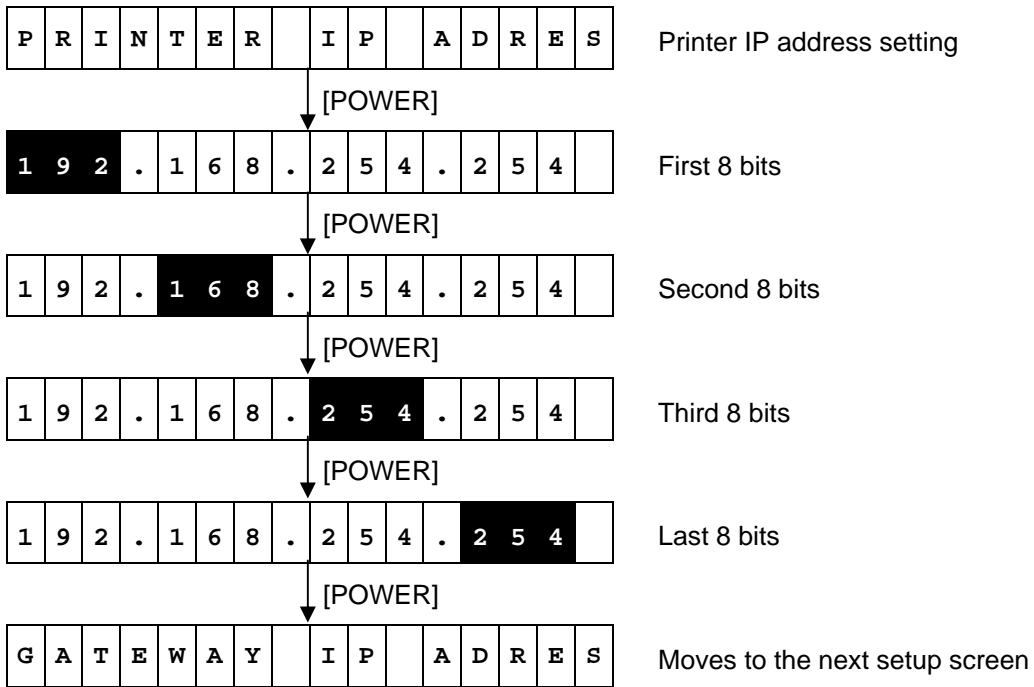 PRINTER IP ADRES Printer IP address setting
[POWER]
192.168.254.254 First 8 bits
[POWER]
192.168.254.254 Second 8 bits
[POWER]
192.168.254.254 Third 8 bits
[POWER]
192.168.254.254 Last 8 bits
[POWER]
GATEWAY IP ADRES Moves to the next setup screen